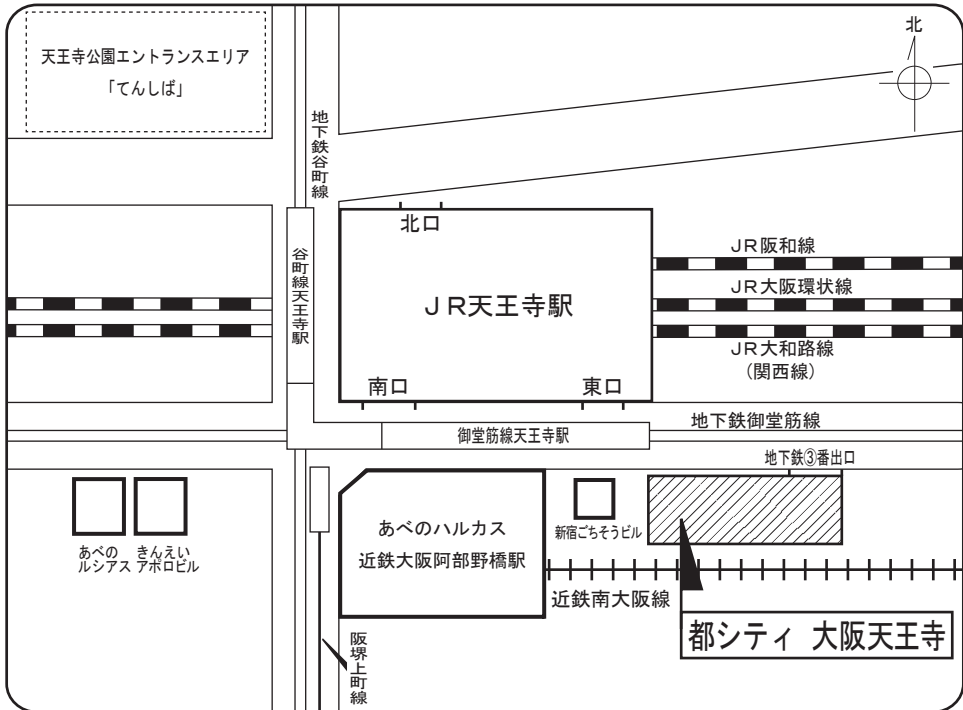 北
天王寺公園エントランスエリア
「てんしば」
地下鉄谷町線
北口
谷町線天王寺駅
JR天王寺駅
JR阪和線
JR大阪環状線
JR大和路線
(関西線)
南口
東口
地下鉄御堂筋線
御堂筋線天王寺駅
地下鉄③番出口
あべの
ルシアス
きんえい
アポロビル
あべのハルカス
近鉄大阪阿部野橋駅
新宿ごちそうビル
近鉄南大阪線
都シティ 大阪天王寺
阪堺上町線